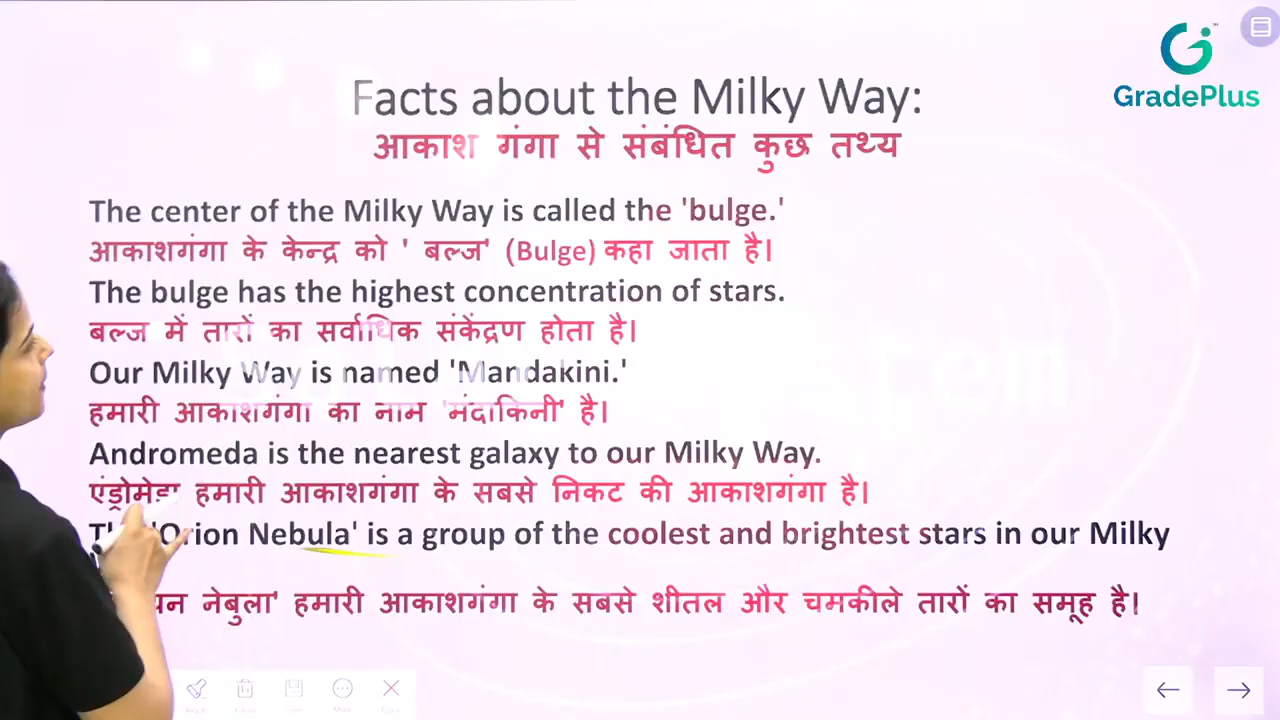 GradePlus
Facts about the Milky Way:
आकाश गंगा से संबंधित कुछ तथ्य
The center of the Milky Way is called the 'bulge.'
आकाशगंगा के केन्द्र को ' बल्ज' (Bulge) कहा जाता है।
The bulge has the highest concentration of stars.
बल्ज में तारों का सर्वाधिक संकेंद्रण होता है।
Our Milky Way is named 'Mandakini.'
हमारी आकाशगंगा का नाम 'मंदाकिनी' है।
Andromeda is the nearest galaxy to our Milky Way.
एंड्रोमेडा हमारी आकाशगंगा के सबसे निकट की आकाशगंगा है।
'Orion Nebula' is a group of the coolest and brightest stars in our Milky
नेबुला' हमारी आकाशगंगा के सबसे शीतल और चमकीले तारों का समूह है।